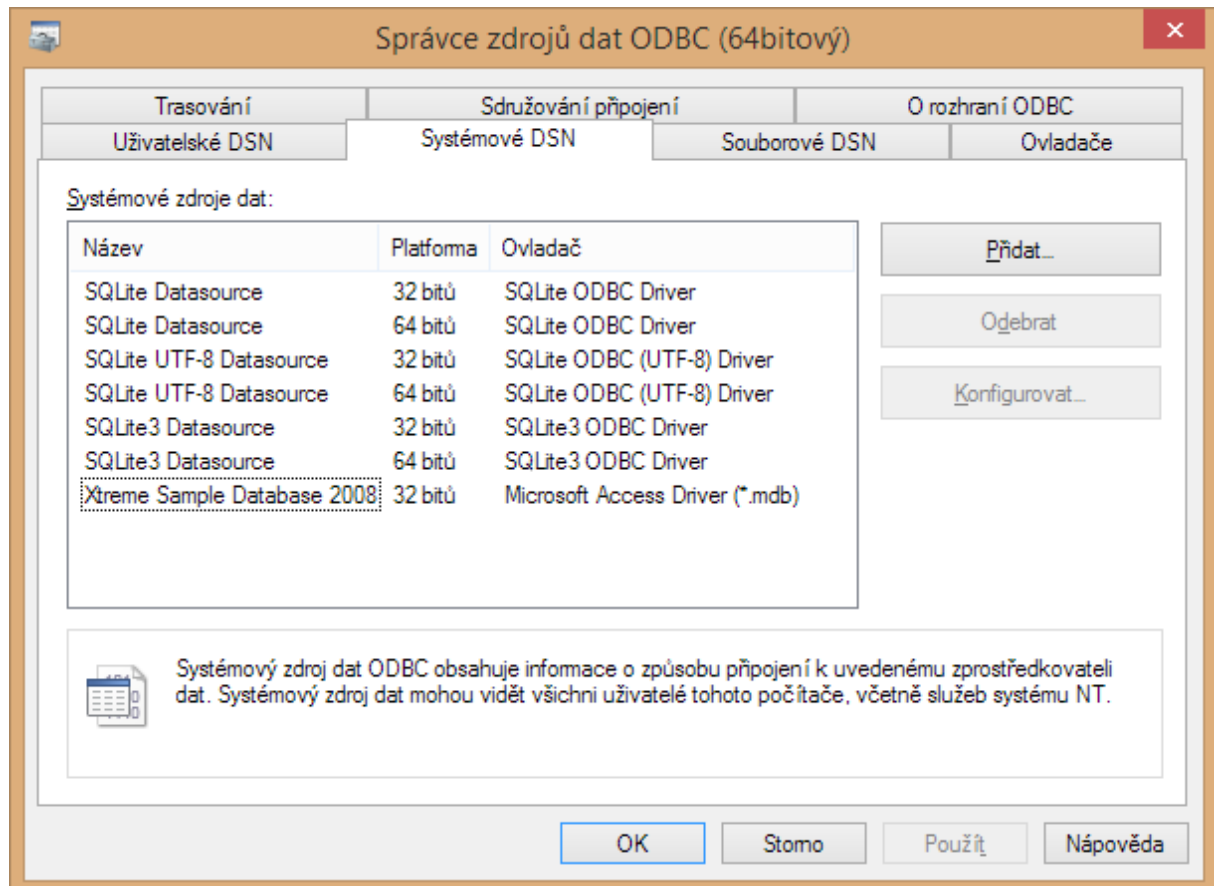 Správce zdrojů dat ODBC (64bitový)
Trasování Sdružování připojení O rozhraní ODBC
Uživatelské DSN Systémové DSN Souborové DSN Ovladače
Systémové zdroje dat:
Název Platforma Ovladač
SQLite Datasource 32 bitů SQLite ODBC Driver
SQLite Datasource 64 bitů SQLite ODBC Driver
SQLite UTF-8 Datasource 32 bitů SQLite ODBC (UTF-8) Driver
SQLite UTF-8 Datasource 64 bitů SQLite ODBC (UTF-8) Driver
SQLite3 Datasource 32 bitů SQLite3 ODBC Driver
SQLite3 Datasource 64 bitů SQLite3 ODBC Driver
Xtreme Sample Database 2008 32 bitů Microsoft Access Driver (*.mdb)
Přidat...
Odebrat
Konfigurovat...
Systémový zdroj dat ODBC obsahuje informace o způsobu připojení k uvedenému zprostředkovateli
dat. Systémový zdroj dat mohou vidět všichni uživatelé tohoto počítače, včetně služeb systému NT.
OK Storno Použít Nápověda